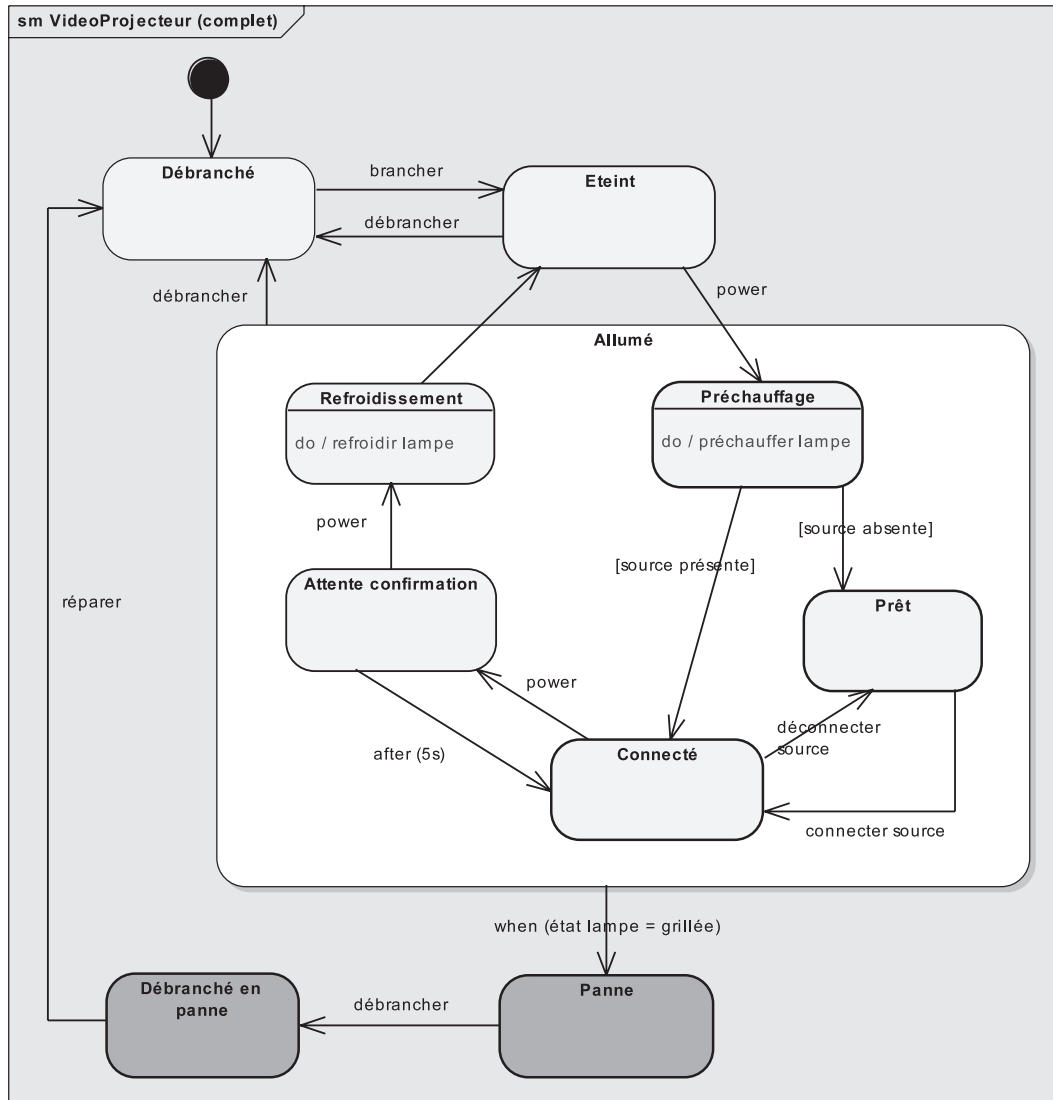 sm VideoProjecteur (complet)
Débranché
brancher
Eteint
débrancher
débrancher
power
Allumé
Refroidissement
do / refroidir lampe
Préchauffage
do / préchauffer lampe
power
[source absente]
[source présente]
Attente confirmation
Prêt
réparer
power
déconnecter
source
after (5s)
Connecté
connecter source
when (état lampe = grillée)
Débranché en
panne
débrancher
Panne